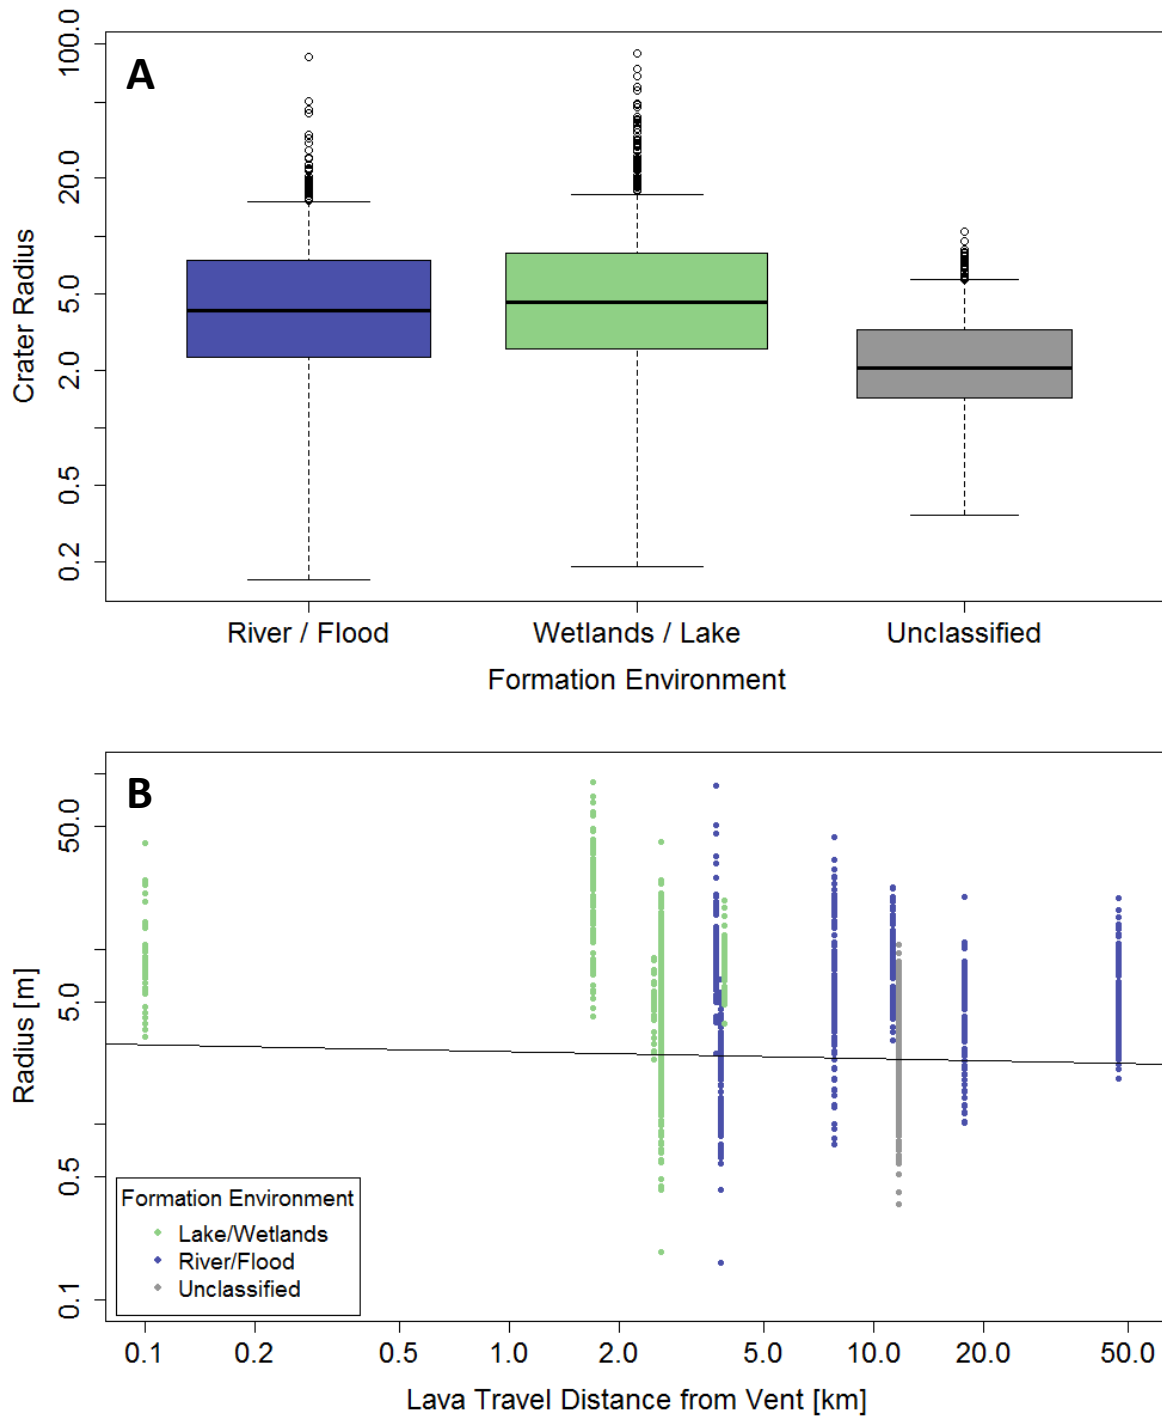 A
100.0
20.0
5.0
2.0
0.5
0.2
Crater Radius
River / Flood
Wetlands / Lake
Unclassified
Formation Environment
B
50.0
5.0
0.5
0.1
Radius [m]
Formation Environment
Lake/Wetlands
River/Flood
Unclassified
0.1
0.2
0.5
1.0
2.0
5.0
10.0
20.0
50.0
Lava Travel Distance from Vent [km]